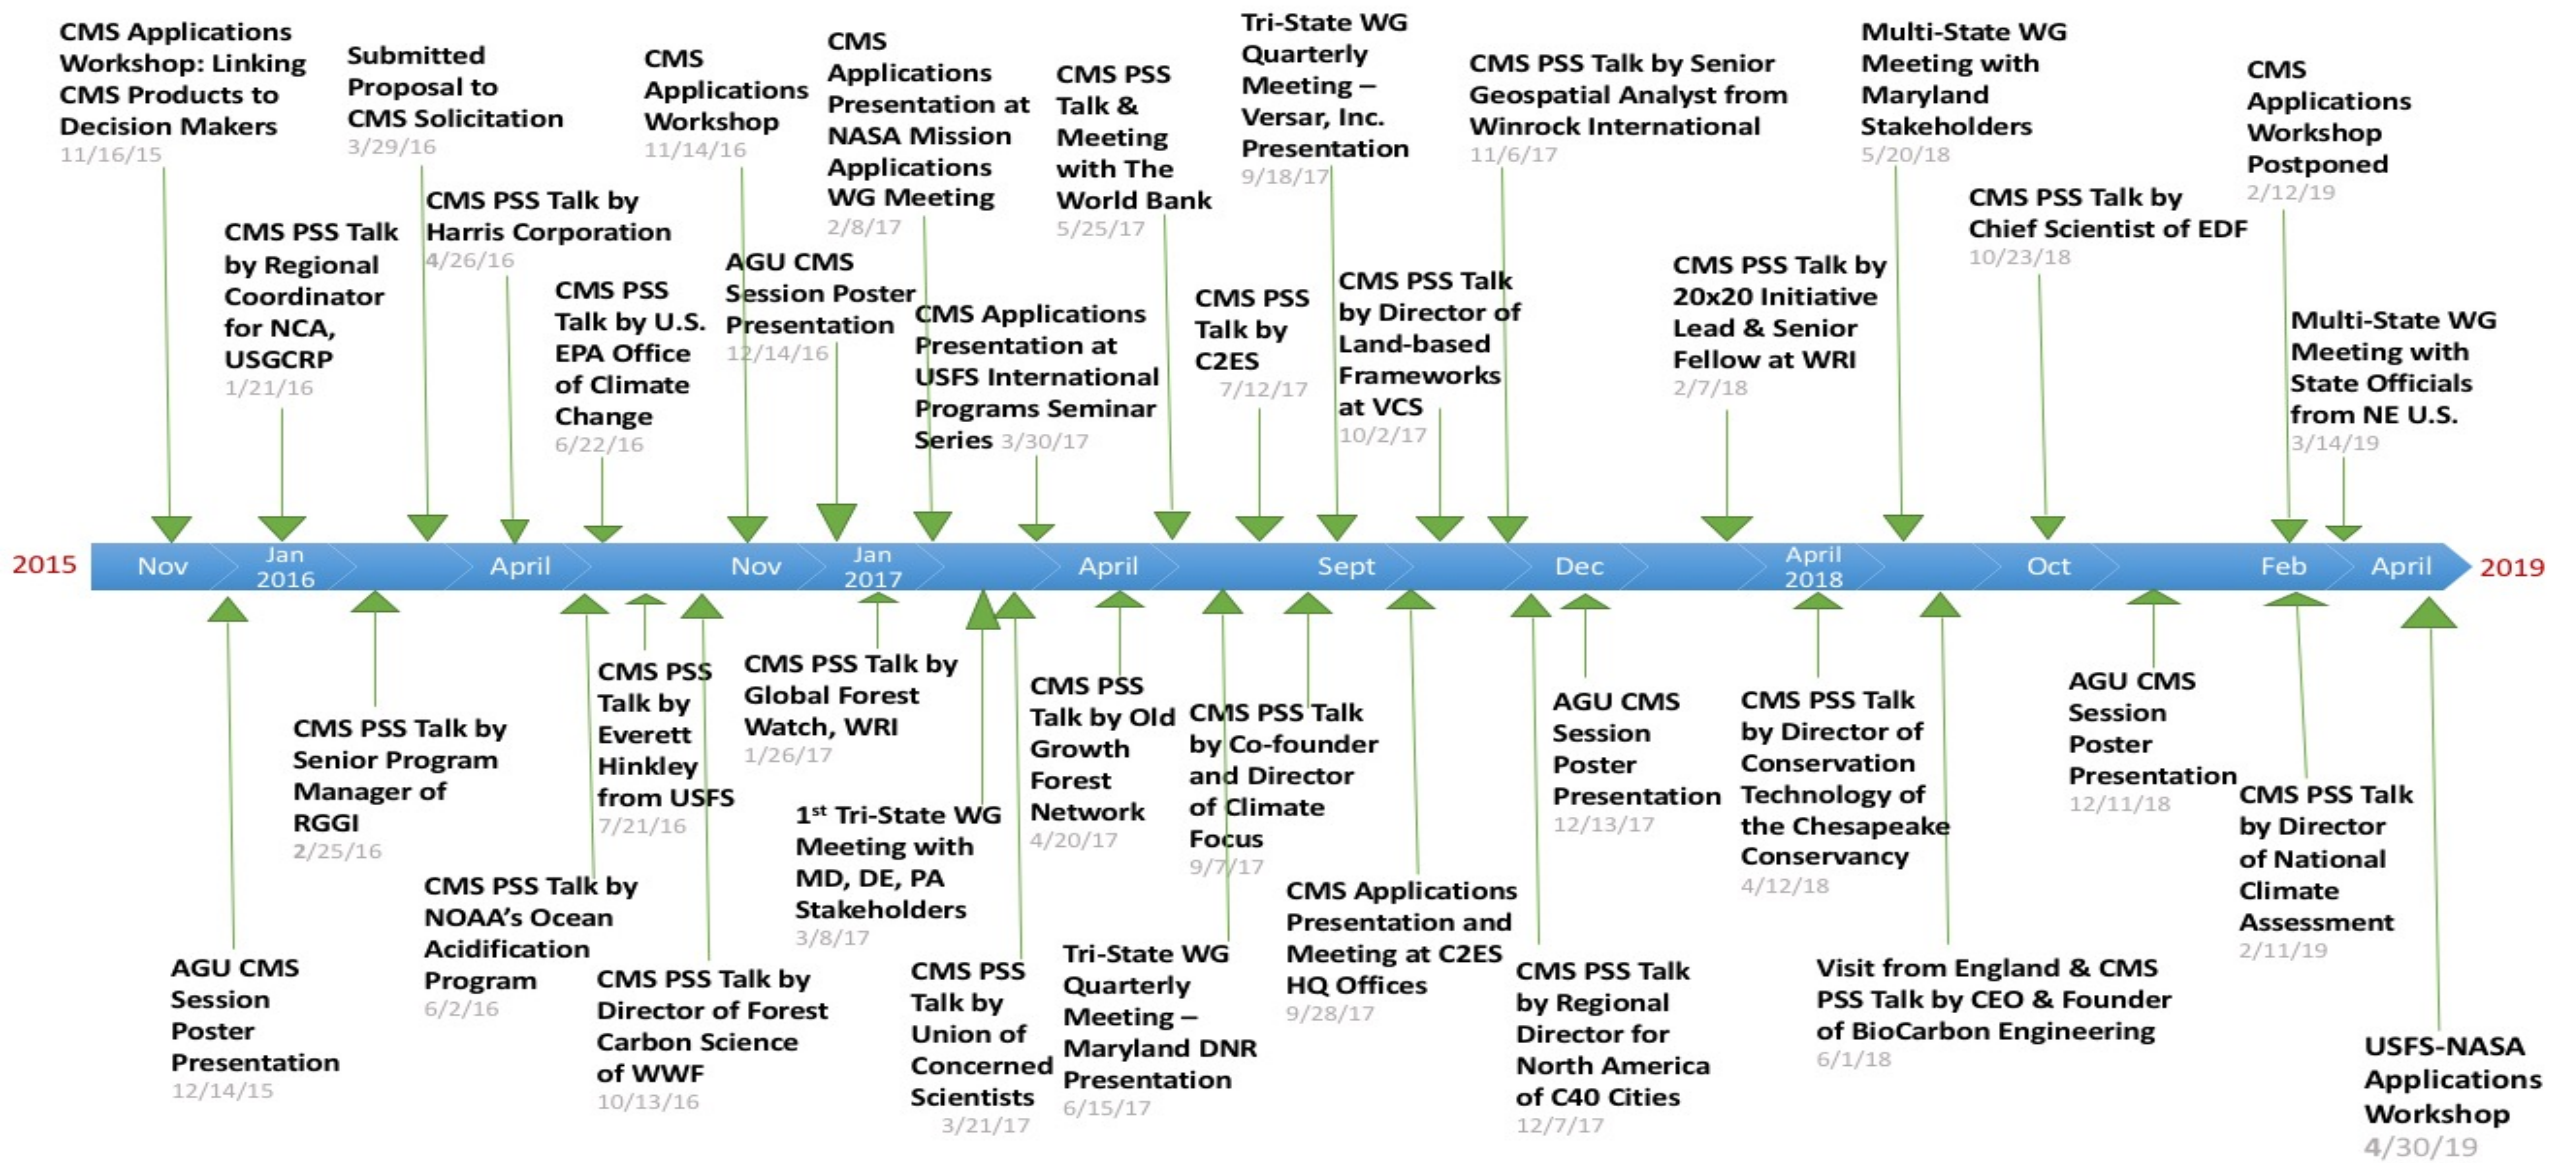 CMS Applications
Workshop: Linking
CMS Products to
Decision Makers
11/16/15
Submitted
Proposal to
CMS Solicitation
3/29/16
CMS
Applications
Workshop
11/14/16
CMS
Applications
Presentation at
NASA Mission
Applications
WG Meeting
2/8/17
CMS PSS
Talk &
Meeting
with The
World Bank
5/25/17
Tri-State WG
Quarterly
Meeting –
Versar, Inc.
Presentation
9/18/17
CMS PSS Talk by Senior
Geospatial Analyst from
Winrock International
11/6/17
Multi-State WG
Meeting with
Maryland
Stakeholders
5/20/18
CMS
Applications
Workshop
Postponed
2/12/19
CMS PSS Talk
by Regional
Coordinator
for NCA,
USGCRP
1/21/16
CMS PSS Talk by
Harris Corporation
4/26/16
CMS PSS
Talk by U.S.
EPA Office
of Climate
Change
6/22/16
AGU CMS
Session Poster
Presentation
12/14/16
CMS Applications
Presentation at
USFS International
Programs Seminar
Series 3/30/17
CMS PSS
Talk by
C2ES
7/12/17
CMS PSS Talk
by Director of
Land-based
Frameworks
at VCS
10/2/17
CMS PSS Talk by
20x20 Initiative
Lead & Senior
Fellow at WRI
2/7/18
CMS PSS Talk by
Chief Scientist of EDF
10/23/18
Multi-State WG
Meeting with
State Officials
from NE U.S.
3/14/19
2015
Nov
Jan
2016
April
Nov
Jan
2017
April
Sept
Dec
April
2018
Oct
Feb
April
2019
AGU CMS
Session
Poster
Presentation
12/14/15
CMS PSS Talk by
Senior Program
Manager of
RGGI
2/25/16
CMS PSS Talk by
NOAA's Ocean
Acidification
Program
6/2/16
CMS PSS
Talk by
Everett
Hinkley
from USFS
7/21/16
CMS PSS Talk by
Director of Forest
Carbon Science
of WWF
10/13/16
CMS PSS Talk by
Global Forest
Watch, WRI
1/26/17
1st Tri-State WG
Meeting with
MD, DE, PA
Stakeholders
3/8/17
CMS PSS
Talk by
Union of
Concerned
Scientists
3/21/17
CMS PSS
Talk by Old
Growth
Forest
Network
4/20/17
Tri-State WG
Quarterly
Meeting –
Maryland DNR
Presentation
6/15/17
CMS PSS Talk
by Co-founder
and Director
of Climate
Focus
9/7/17
CMS Applications
Presentation and
Meeting at C2ES
HQ Offices
9/28/17
CMS PSS Talk
by Regional
Director for
North America
of C40 Cities
12/7/17
AGU CMS
Session
Poster
Presentation
12/13/17
CMS PSS Talk
by Director of
Conservation
Technology of
the Chesapeake
Conservancy
4/12/18
Visit from England & CMS
PSS Talk by CEO & Founder
of BioCarbon Engineering
6/1/18
AGU CMS
Session
Poster
Presentation
12/11/18
CMS PSS Talk
by Director
of National
Climate
Assessment
2/11/19
USFS-NASA
Applications
Workshop
4/30/19